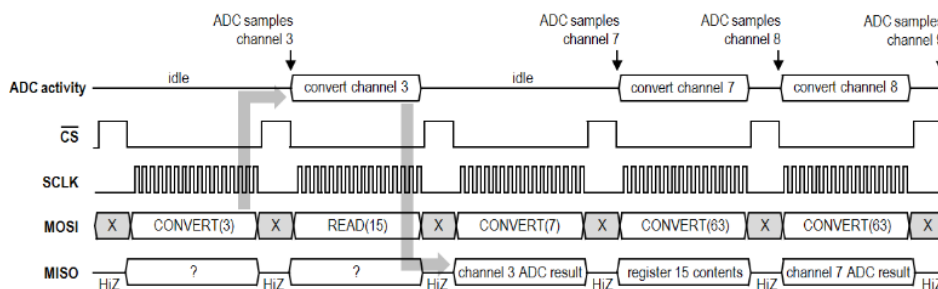 ADC samples channel 3
ADC samples channel 7
ADC samples channel 8
ADC samples channel 9
ADC activity idle convert channel 3 idle convert channel 7 convert channel 8
CS
SCLK
MOSI X CONVERT(3) X READ(15) X CONVERT(7) X CONVERT(63) X CONVERT(63) X
MISO HiZ ? HiZ ? HiZ channel 3 ADC result HiZ register 15 contents HiZ channel 7 ADC result HiZ